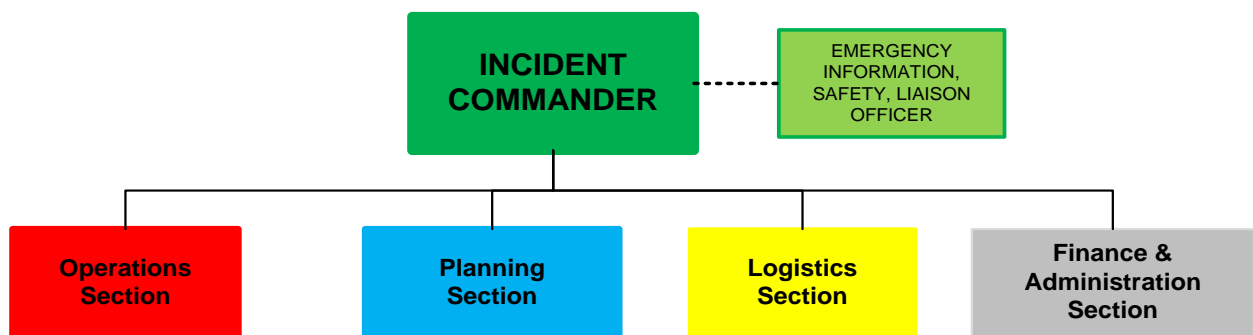 INCIDENT
COMMANDER
EMERGENCY
INFORMATION,
SAFETY, LIAISON
OFFICER
Operations
Section
Planning
Section
Logistics
Section
Finance &
Administration
Section